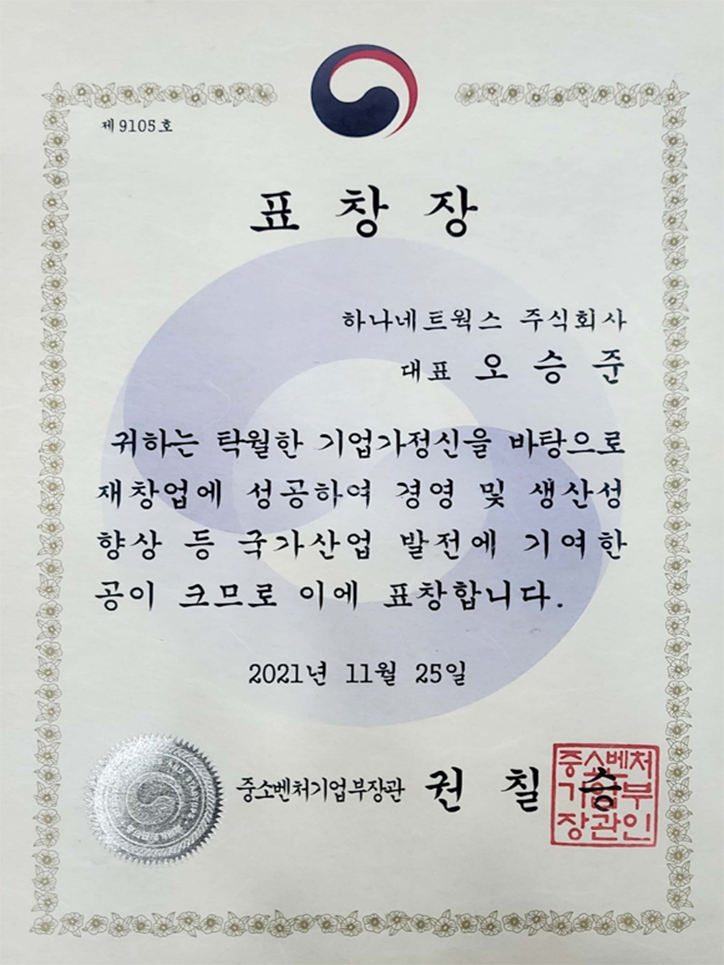 제 9105 호
표 창 장
하나네트웍스 주식회사
대표 오 승 준
귀하는 탁월한 기업가정신을 바탕으로
재창업에 성공하여 경영 및 생산성
향상 등 국가산업 발전에 기여한
공이 크므로 이에 표창합니다.
2021년 11월 25일
중소벤처기업부장관 권 칠 승
중소벤처
기업부
장관인